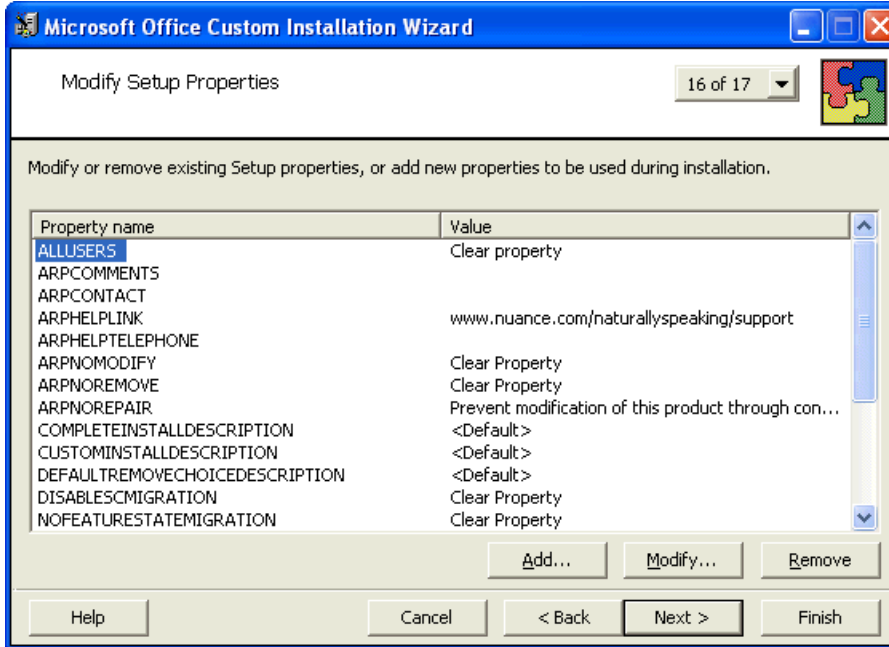 Microsoft Office Custom Installation Wizard
Modify Setup Properties
16 of 17
Modify or remove existing Setup properties, or add new properties to be used during installation.
Property name Value
ALLUSERS Clear property
ARPCOMMENTS
ARPCONTACT
ARPHELPLINK www.nuance.com/naturallyspeaking/support
ARPHELPTELEPHONE
ARPNOMODIFY Clear Property
ARPNOREMOVE Clear Property
ARPNOREPAIR Prevent modification of this product through con...
COMPLETEINSTALLDESCRIPTION <Default>
CUSTOMINSTALLDESCRIPTION <Default>
DEFAULTREMOVECHOICEDESCRIPTION <Default>
DISABLESCMIGRATION Clear Property
NOFEATURESTATEMIGRATION Clear Property
Add... Modify... Remove
Help Cancel < Back Next > Finish